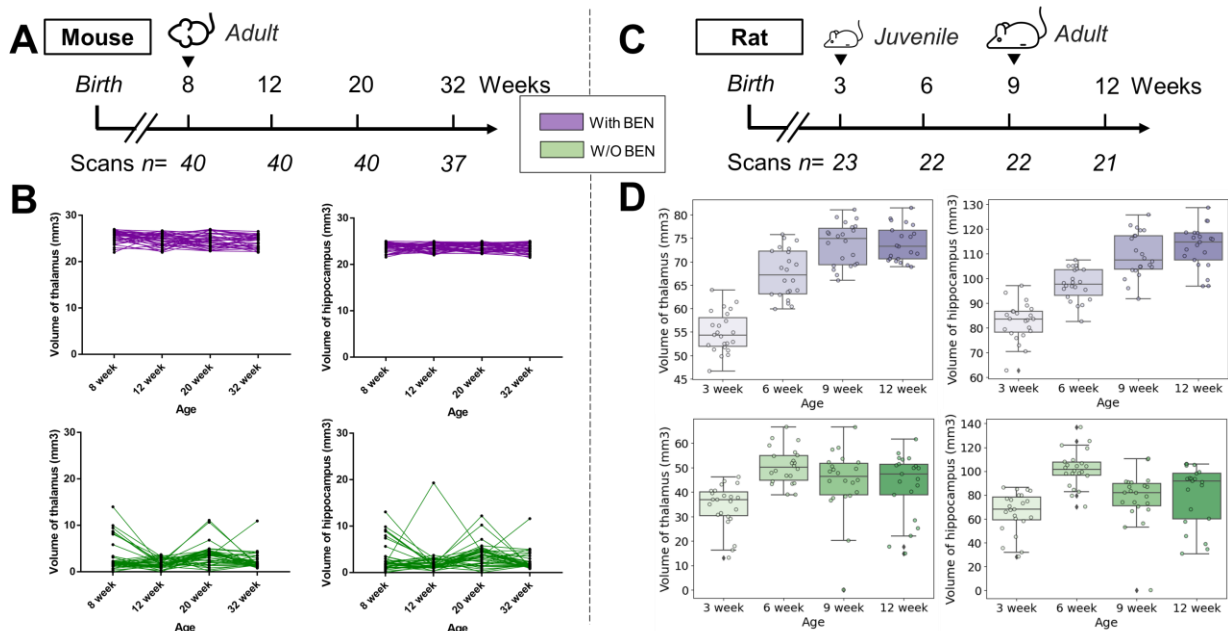 A
Mouse
Adult
Birth 8 12 20 32 Weeks
Scans n= 40 40 40 37
With BEN
W/O BEN
C
Rat
Juvenile
Adult
Birth 3 6 9 12 Weeks
Scans n= 23 22 22 21
B
Volume of thalamus (mm3)
30
20
10
0
8 week
12 week
20 week
32 week
Age
Volume of hippocampus (mm3)
30
20
10
0
8 week
12 week
20 week
32 week
Age
Volume of thalamus (mm3)
30
20
10
0
8 week
12 week
20 week
32 week
Age
Volume of hippocampus (mm3)
30
20
10
0
8 week
12 week
20 week
32 week
Age
D
Volume of thalamus (mm3)
80
75
70
65
60
55
50
45
3 week 6 week 9 week 12 week
Age
Volume of hippocampus (mm3)
130
120
110
100
90
80
70
60
3 week 6 week 9 week 12 week
Age
Volume of thalamus (mm3)
60
50
40
30
20
10
0
3 week 6 week 9 week 12 week
Age
Volume of hippocampus (mm3)
140
120
100
80
60
40
20
0
3 week 6 week 9 week 12 week
Age